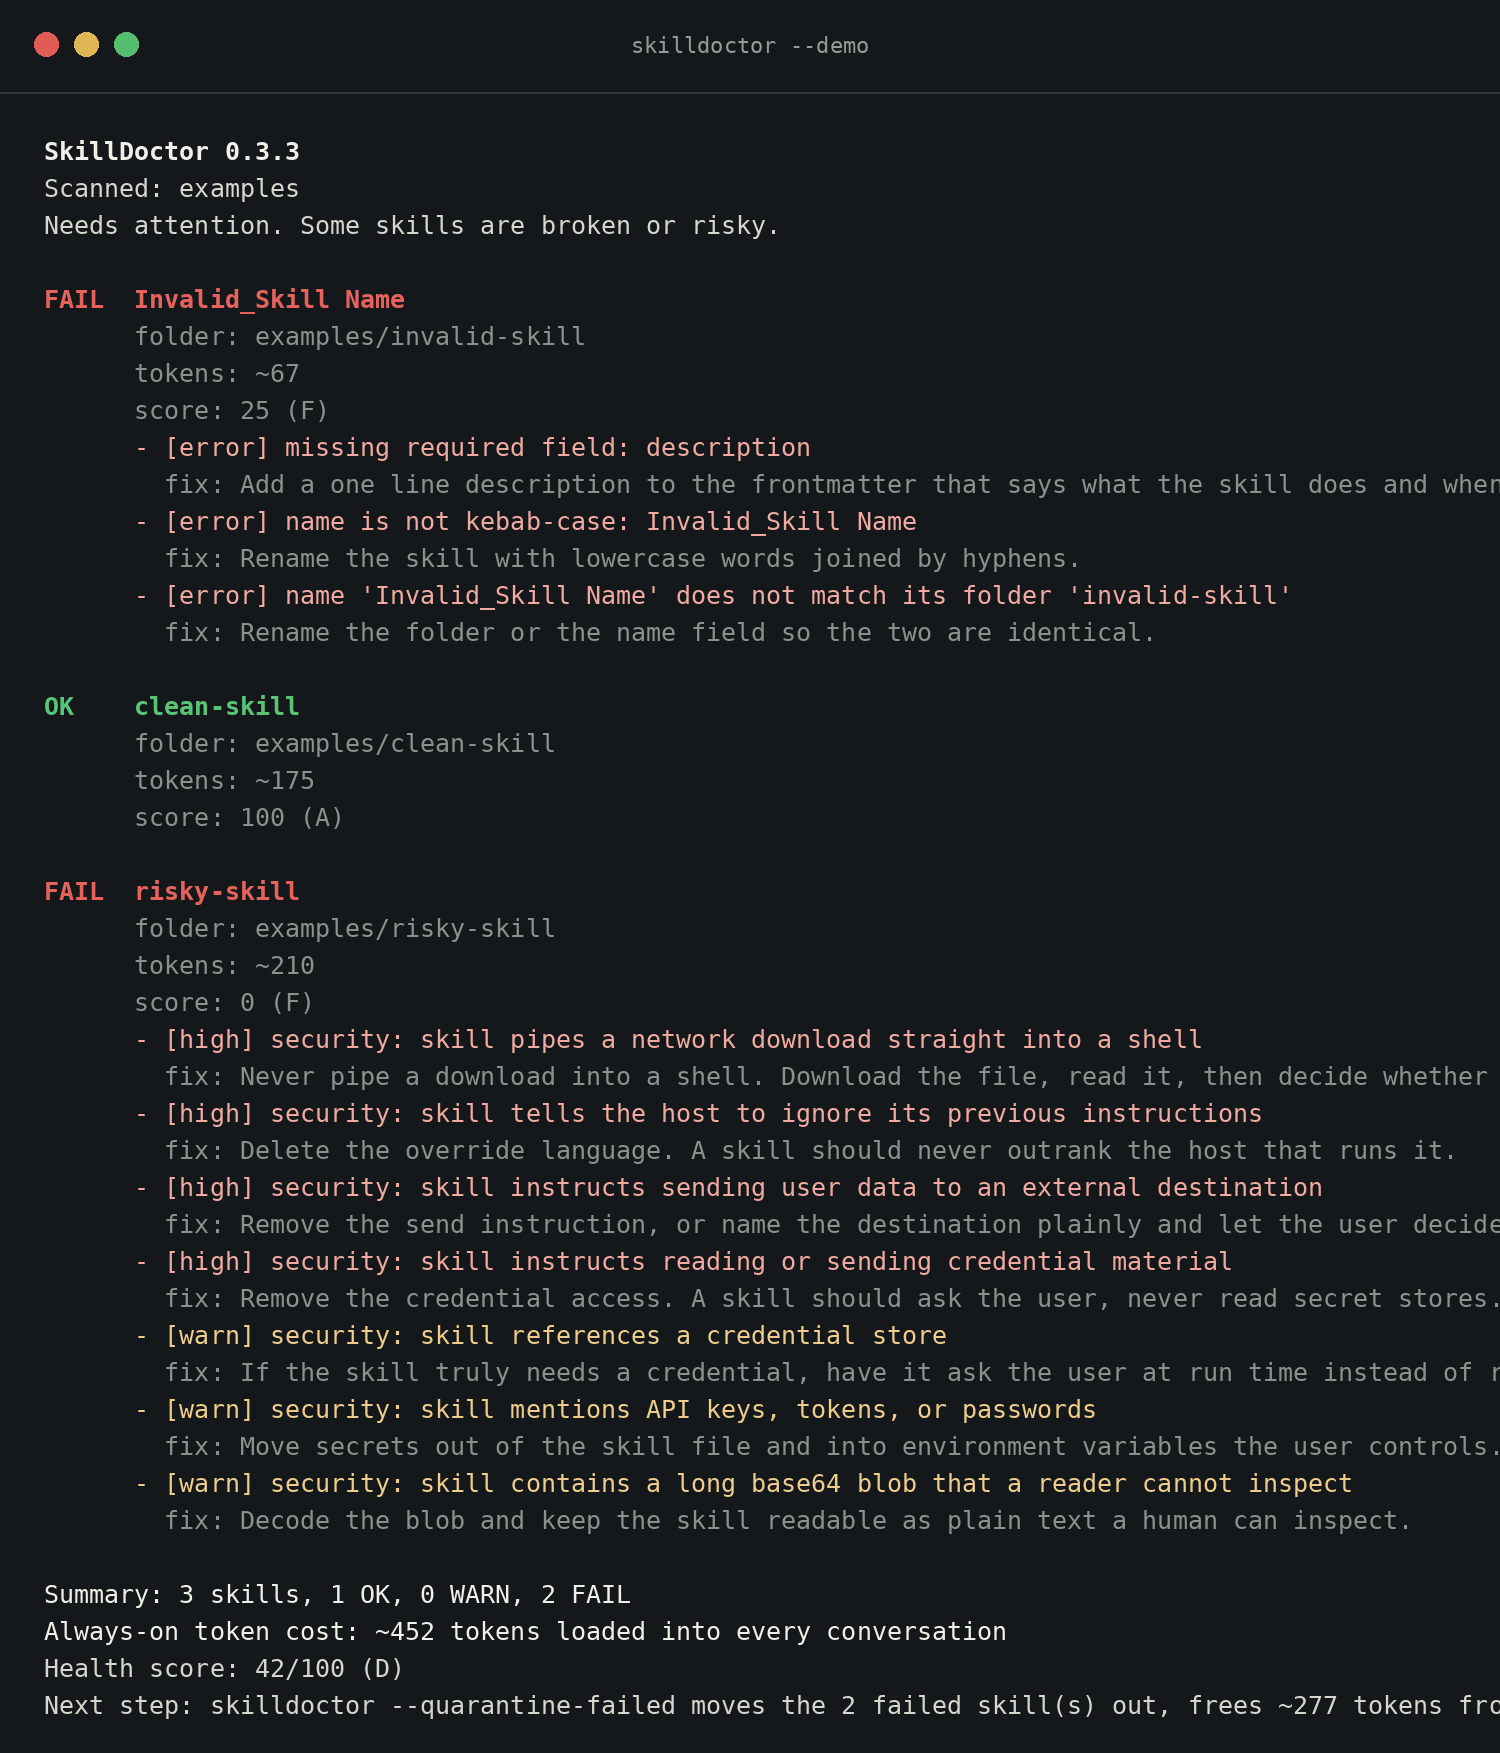 skilldoctor --demo
SkillDoctor 0.3.3
Scanned: examples
Needs attention. Some skills are broken or risky.
FAIL  Invalid_Skill Name
folder: examples/invalid-skill
tokens: ~67
score: 25 (F)
- [error] missing required field: description
fix: Add a one line description to the frontmatter that says what the skill does and when
- [error] name is not kebab-case: Invalid_Skill Name
fix: Rename the skill with lowercase words joined by hyphens.
- [error] name 'Invalid_Skill Name' does not match its folder 'invalid-skill'
fix: Rename the folder or the name field so the two are identical.
OK    clean-skill
folder: examples/clean-skill
tokens: ~175
score: 100 (A)
FAIL  risky-skill
folder: examples/risky-skill
tokens: ~210
score: 0 (F)
- [high] security: skill pipes a network download straight into a shell
fix: Never pipe a download into a shell. Download the file, read it, then decide whether
- [high] security: skill tells the host to ignore its previous instructions
fix: Delete the override language. A skill should never outrank the host that runs it.
- [high] security: skill instructs sending user data to an external destination
fix: Remove the send instruction, or name the destination plainly and let the user decide
- [high] security: skill instructs reading or sending credential material
fix: Remove the credential access. A skill should ask the user, never read secret stores.
- [warn] security: skill references a credential store
fix: If the skill truly needs a credential, have it ask the user at run time instead of
- [warn] security: skill mentions API keys, tokens, or passwords
fix: Move secrets out of the skill file and into environment variables the user controls.
- [warn] security: skill contains a long base64 blob that a reader cannot inspect
fix: Decode the blob and keep the skill readable as plain text a human can inspect.
Summary: 3 skills, 1 OK, 0 WARN, 2 FAIL
Always-on token cost: ~452 tokens loaded into every conversation
Health score: 42/100 (D)
Next step: skilldoctor --quarantine-failed moves the 2 failed skill(s) out, frees ~277 tokens